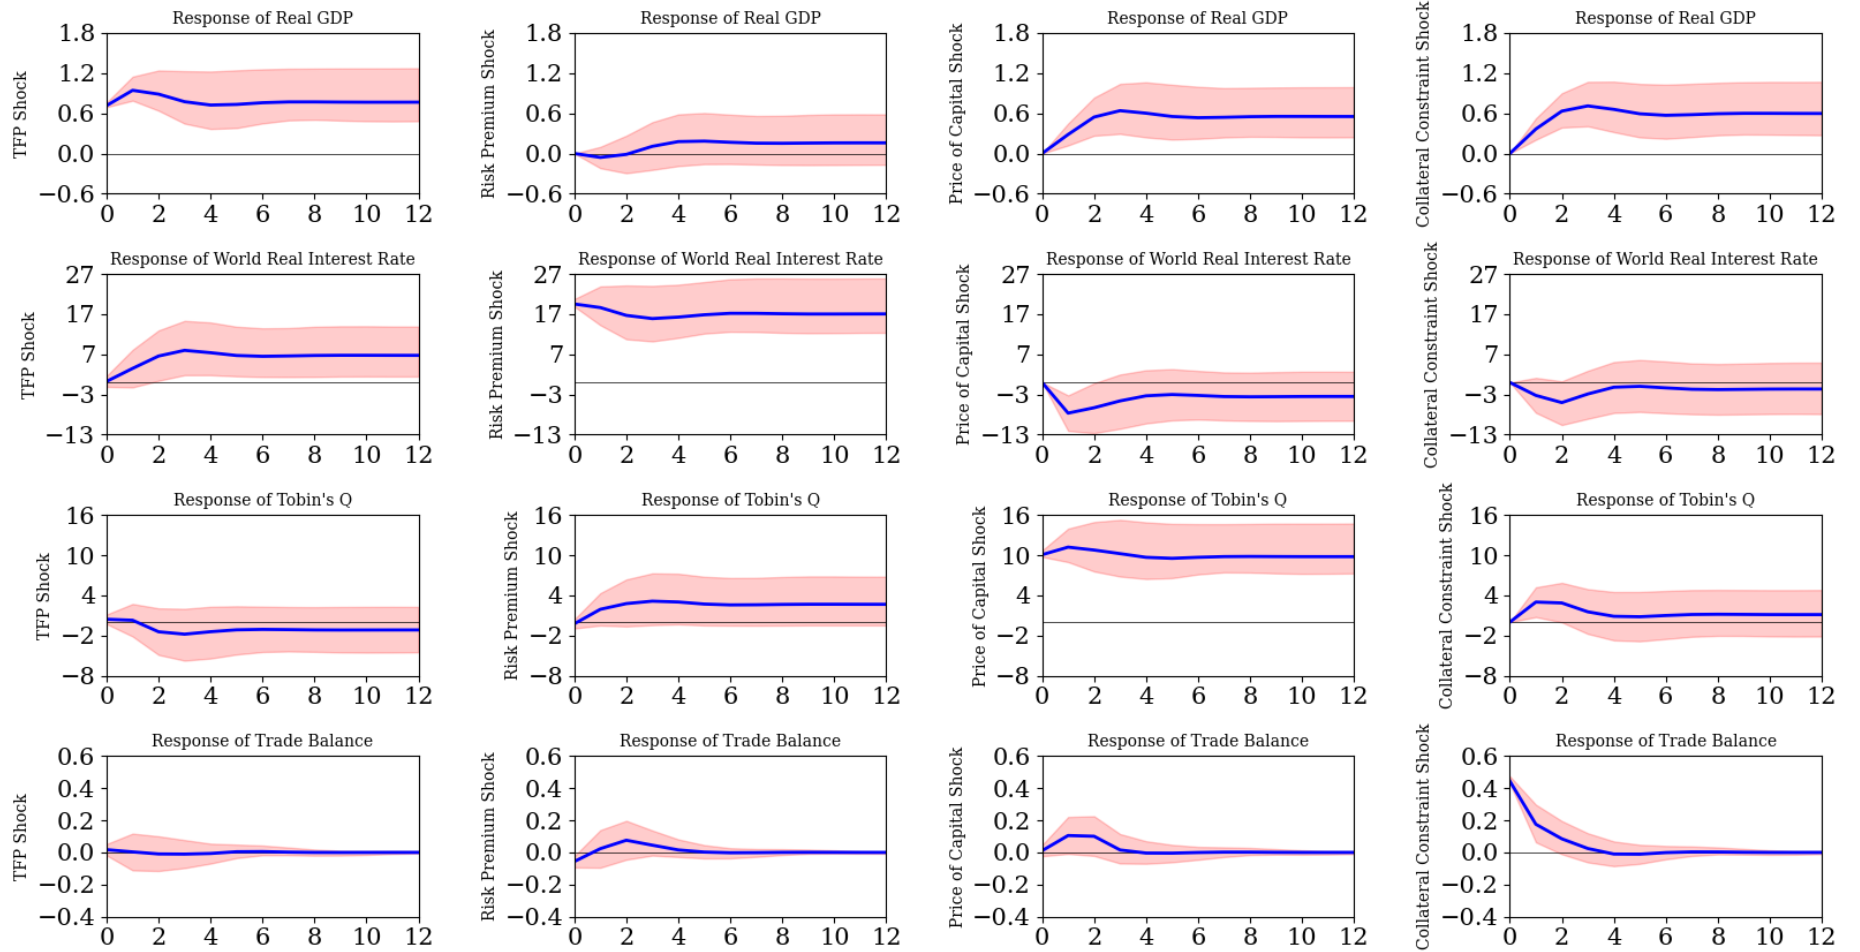 Response of Real GDP
TFP Shock
1.8
1.2
0.6
0.0
−0.6
0 2 4 6 8 10 12
Response of Real GDP
Risk Premium Shock
1.8
1.2
0.6
0.0
−0.6
0 2 4 6 8 10 12
Response of Real GDP
Price of Capital Shock
1.8
1.2
0.6
0.0
−0.6
0 2 4 6 8 10 12
Response of Real GDP
Collateral Constraint Shock
1.8
1.2
0.6
0.0
−0.6
0 2 4 6 8 10 12
Response of World Real Interest Rate
TFP Shock
27
17
7
−3
−13
0 2 4 6 8 10 12
Response of World Real Interest Rate
Risk Premium Shock
27
17
7
−3
−13
0 2 4 6 8 10 12
Response of World Real Interest Rate
Price of Capital Shock
27
17
7
−3
−13
0 2 4 6 8 10 12
Response of World Real Interest Rate
Collateral Constraint Shock
27
17
7
−3
−13
0 2 4 6 8 10 12
Response of Tobin's Q
TFP Shock
16
10
4
−2
−8
0 2 4 6 8 10 12
Response of Tobin's Q
Risk Premium Shock
16
10
4
−2
−8
0 2 4 6 8 10 12
Response of Tobin's Q
Price of Capital Shock
16
10
4
−2
−8
0 2 4 6 8 10 12
Response of Tobin's Q
Collateral Constraint Shock
16
10
4
−2
−8
0 2 4 6 8 10 12
Response of Trade Balance
TFP Shock
0.6
0.4
0.2
0.0
−0.2
−0.4
0 2 4 6 8 10 12
Response of Trade Balance
Risk Premium Shock
0.6
0.4
0.2
0.0
−0.2
−0.4
0 2 4 6 8 10 12
Response of Trade Balance
Price of Capital Shock
0.6
0.4
0.2
0.0
−0.2
−0.4
0 2 4 6 8 10 12
Response of Trade Balance
Collateral Constraint Shock
0.6
0.4
0.2
0.0
−0.2
−0.4
0 2 4 6 8 10 12